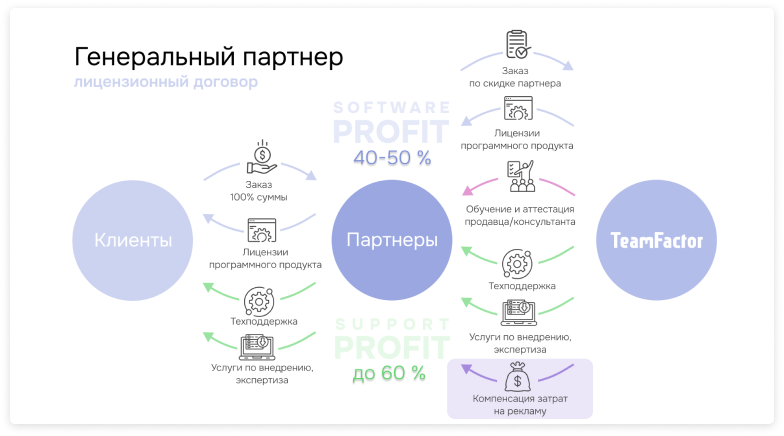 Генеральный партнер
лицензионный договор
SOFTWARE
PROFIT
40-50 %
Клиенты
Заказ
100% суммы
Лицензии
программного продукта
Техподдержка
Услуги по внедрению,
экспертиза
Партнеры
SUPPORT
PROFIT
до 60 %
Заказ
по скидке партнера
Лицензии
программного продукта
Обучение и аттестация
продавца/консультанта
Техподдержка
Услуги по внедрению,
экспертиза
Компенсация затрат
на рекламу
TeamFactor